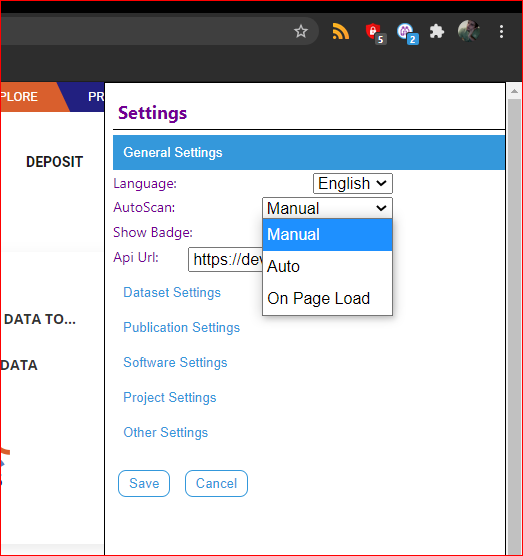 5
2
PLORE
PR
Settings
DEPOSIT
General Settings
Language:
English
AutoScan:
Manual
Show Badge:
Manual
Api Url:
https://dev
Auto
Dataset Settings
On Page Load
DATA TO...
Publication Settings
DATA
Software Settings
Project Settings
Other Settings
Save
Cancel